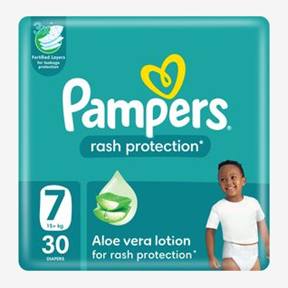 3x
Fortified Layers
for leakage
protection
Pampers®
rash protection*
7
15+ kg
30
DIAPERS
Aloe vera lotion
for rash protection*